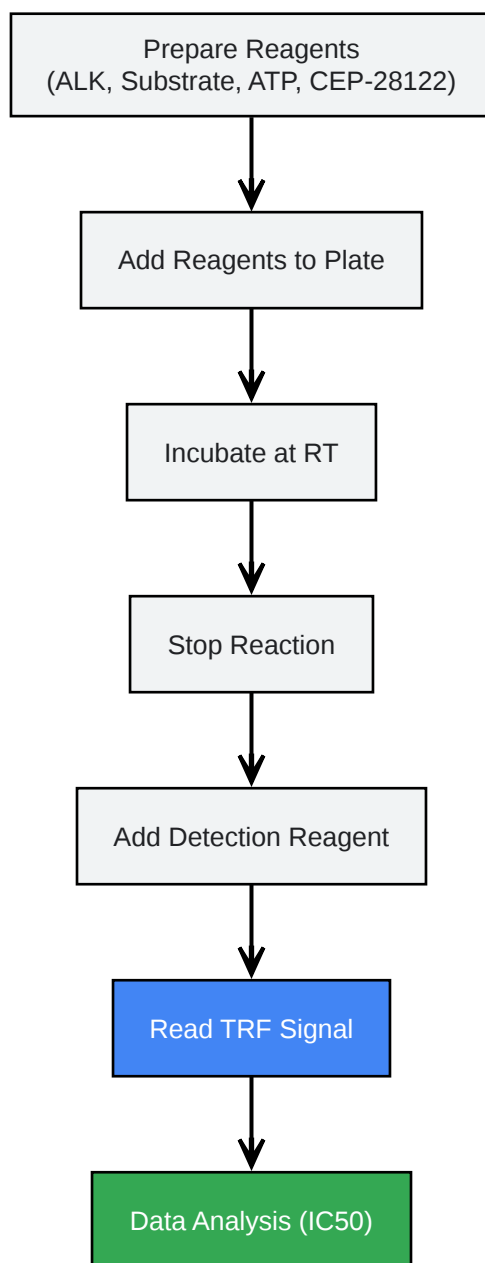 Prepare Reagents
(ALK, Substrate, ATP, CEP-28122)
Add Reagents to Plate
Incubate at RT
Stop Reaction
Add Detection Reagent
Read TRF Signal
Data Analysis (IC50)